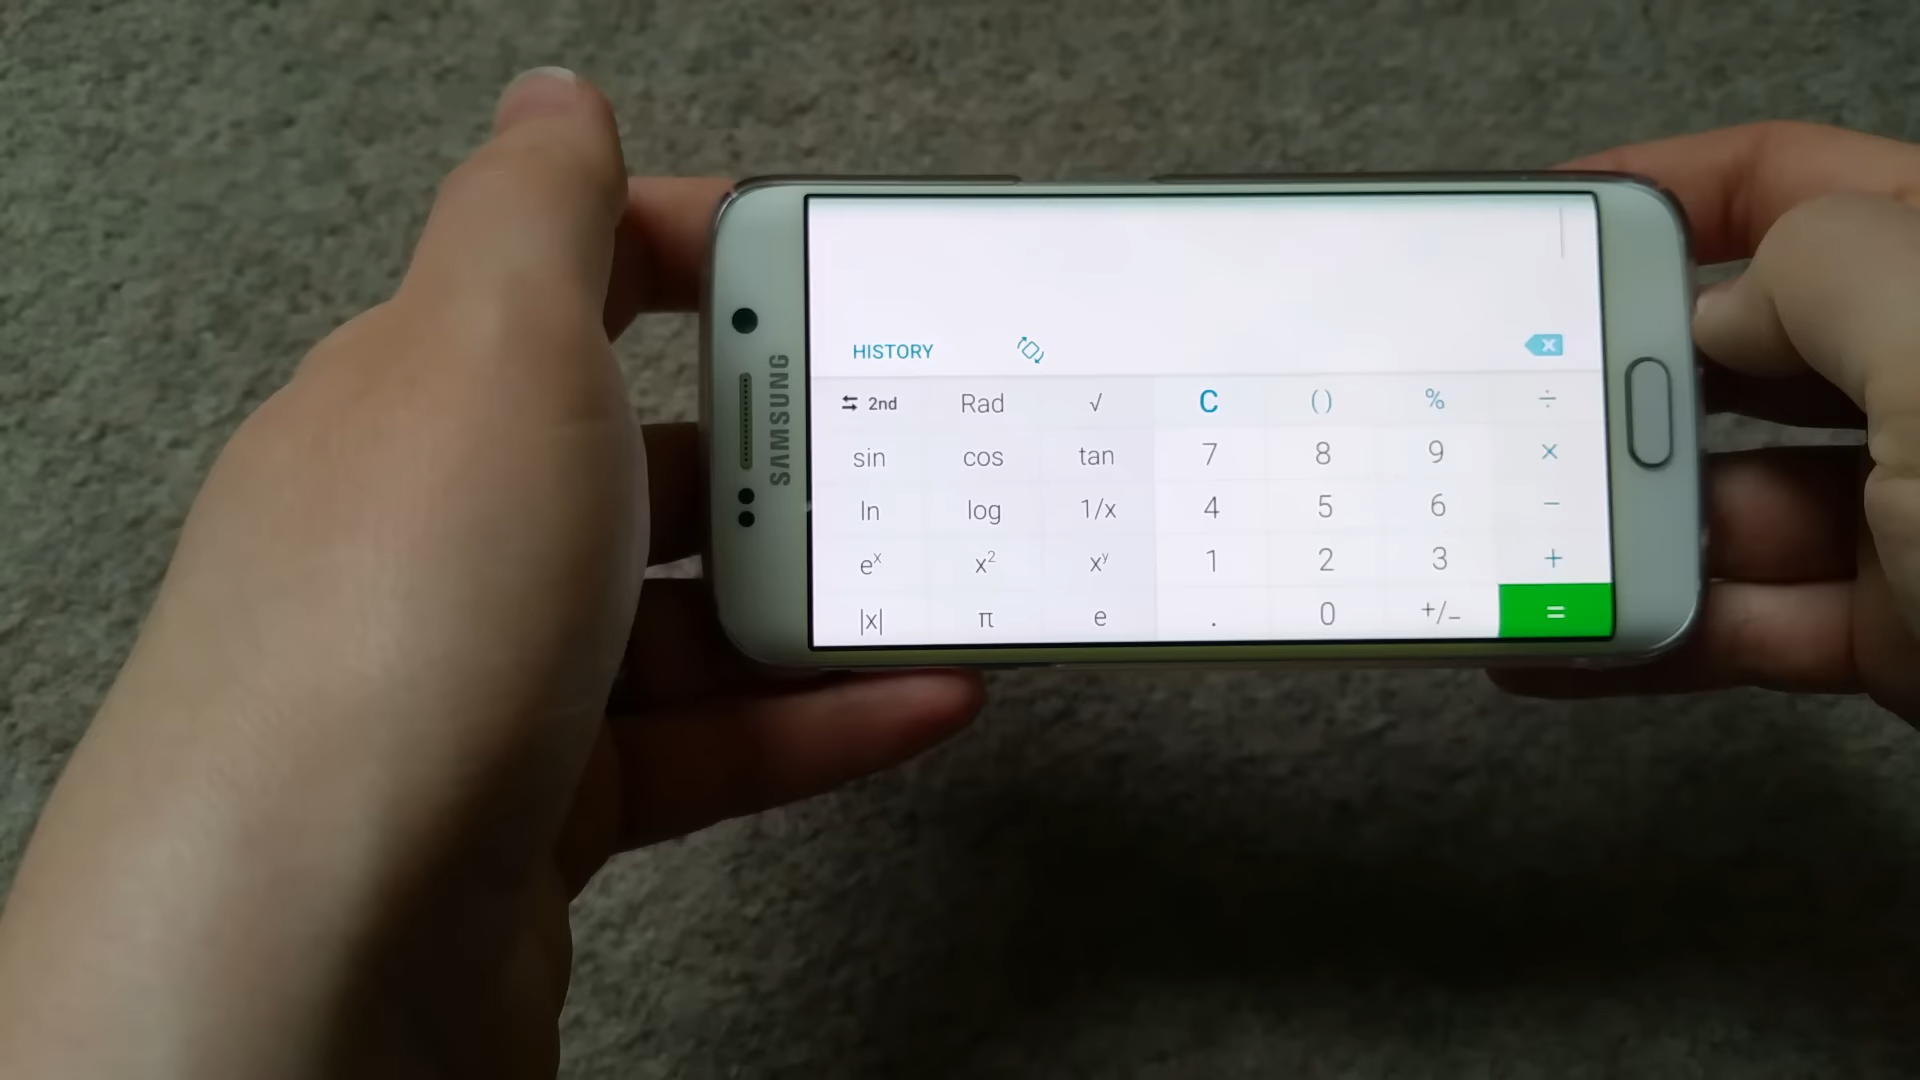 SAMSUNG
HISTORY
2nd Rad √ C ( ) % ÷
sin cos tan 7 8 9 ×
ln log 1/x 4 5 6 −
eˣ x² xʸ 1 2 3 +
|x| π e . 0 +/− =